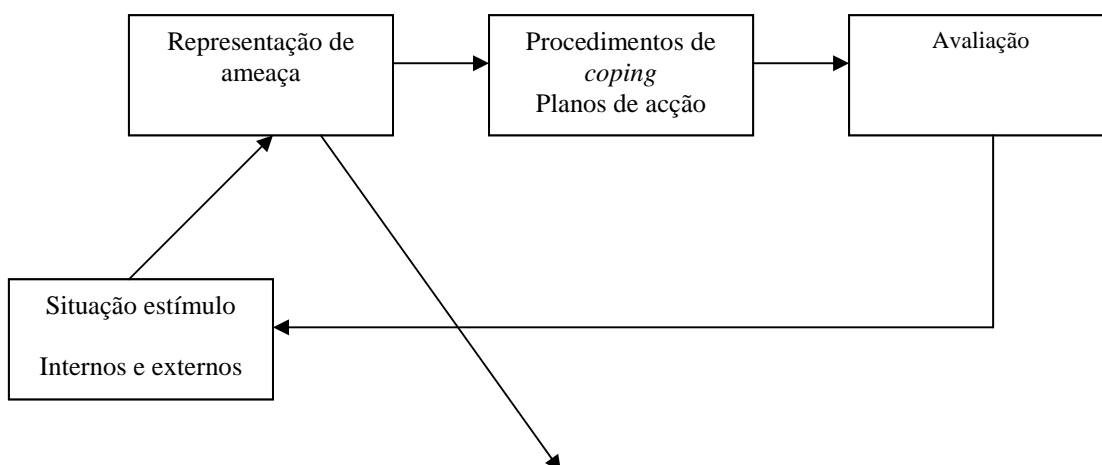 Representação de
ameaça
Procedimentos de
coping
Planos de acção
Avaliação
Situação estímulo
Internos e externos